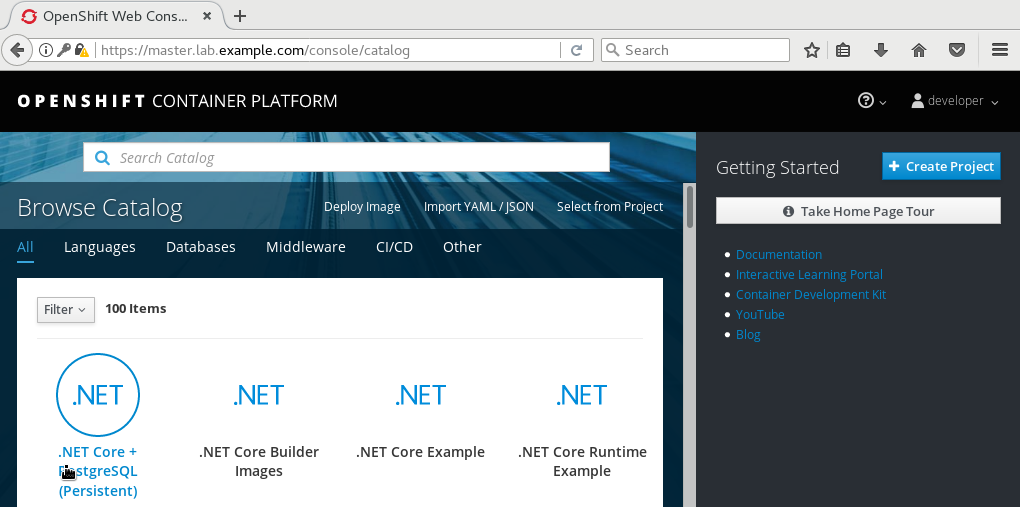 OpenShift Web Cons...
https://master.lab.example.com/console/catalog
Search
OPENSHIFT CONTAINER PLATFORM
developer
Search Catalog
Getting Started
Create Project
Browse Catalog
Deploy Image
Import YAML / JSON
Select from Project
Take Home Page Tour
All
Languages
Databases
Middleware
CI/CD
Other
Documentation
Interactive Learning Portal
Container Development Kit
YouTube
Blog
Filter
100 Items
.NET
.NET
.NET
.NET
.NET Core +
PostgreSQL
(Persistent)
.NET Core Builder
Images
.NET Core Example
.NET Core Runtime
Example